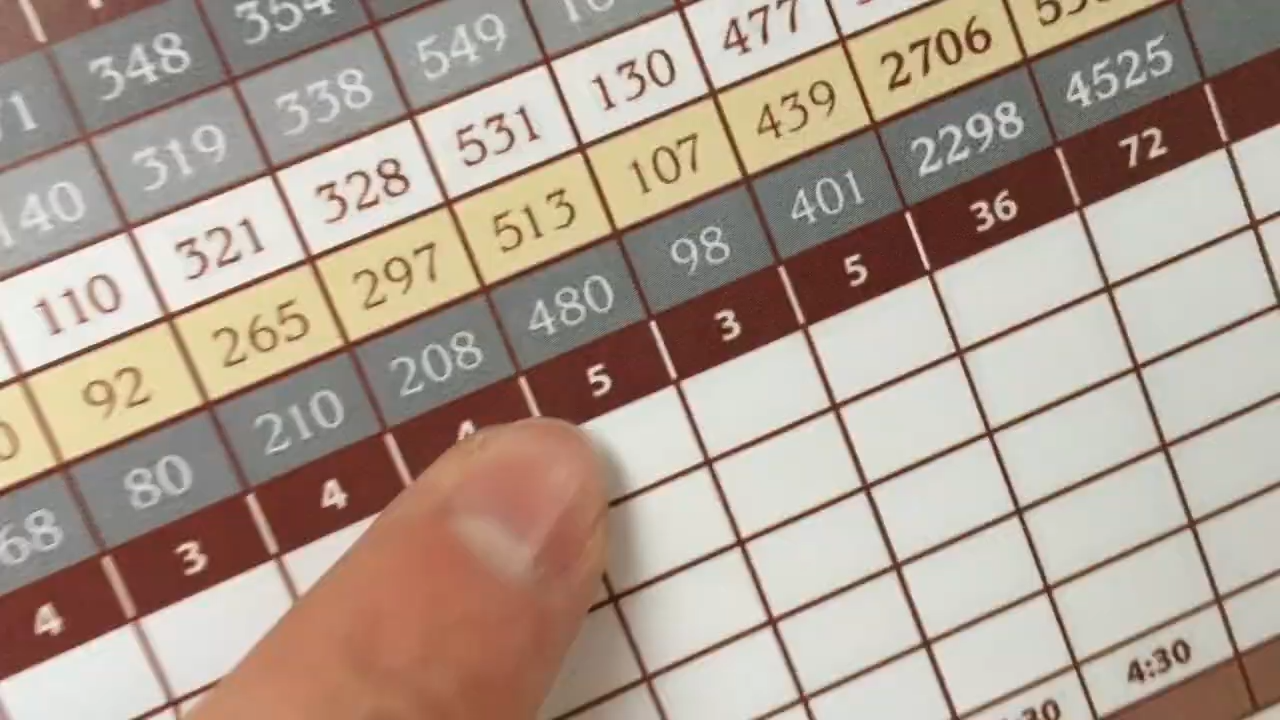 348 354
140 319 338 549
110 321 328 531 130 477
92 265 297 513 107 439 2706
68 80 210 208 480 98 401 2298 4525
4 3 4 4 5 3 5 36 72
:30 4:30